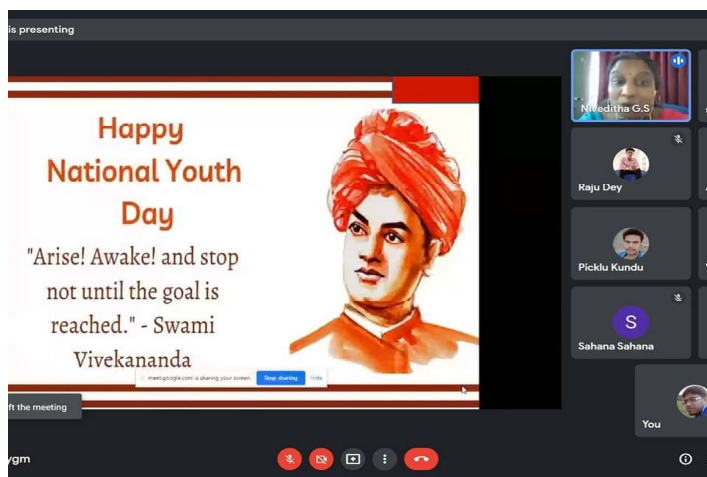 is presenting
Happy
National Youth
Day
"Arise! Awake! and stop
not until the goal is
reached." - Swami
Vivekananda
meet.google.com is sharing your screen.
Stop sharing
Hide
ft the meeting
ygm
Niveditha G.S
Raju Dey
Picklu Kundu
S
Sahana Sahana
You